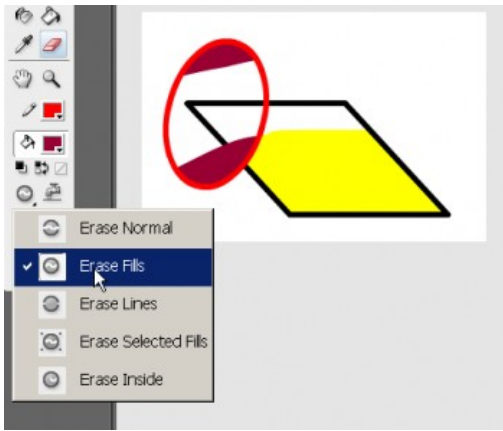 Erase Normal
Erase Fills
Erase Lines
Erase Selected Fills
Erase Inside